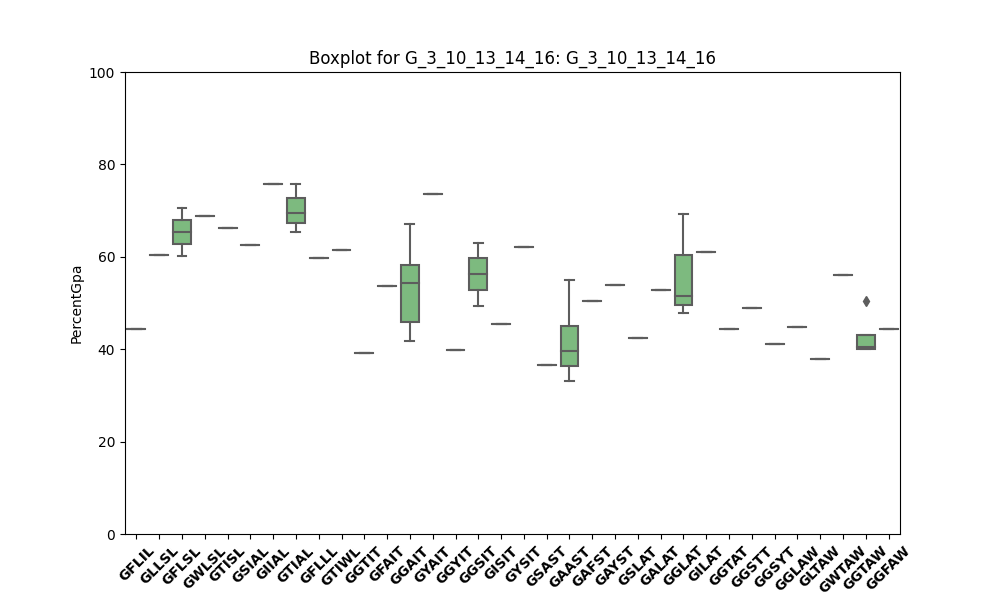 Boxplot for G_3_10_13_14_16: G_3_10_13_14_16
PercentGpa
100
80
60
40
20
0
GFLIL
GLLSL
GFLSL
GWLSL
GTISL
GSIAL
GIIAL
GTIAL
GFLLL
GTIWL
GGTIT
GFAIT
GGAIT
GYAIT
GGYIT
GGSIT
GISIT
GYSIT
GSAST
GAAST
GAFST
GAYST
GSLAT
GALAT
GGLAT
GILAT
GGTAT
GGSTT
GGSYT
GGLAW
GLTAW
GWTAW
GGTAW
GGFAW